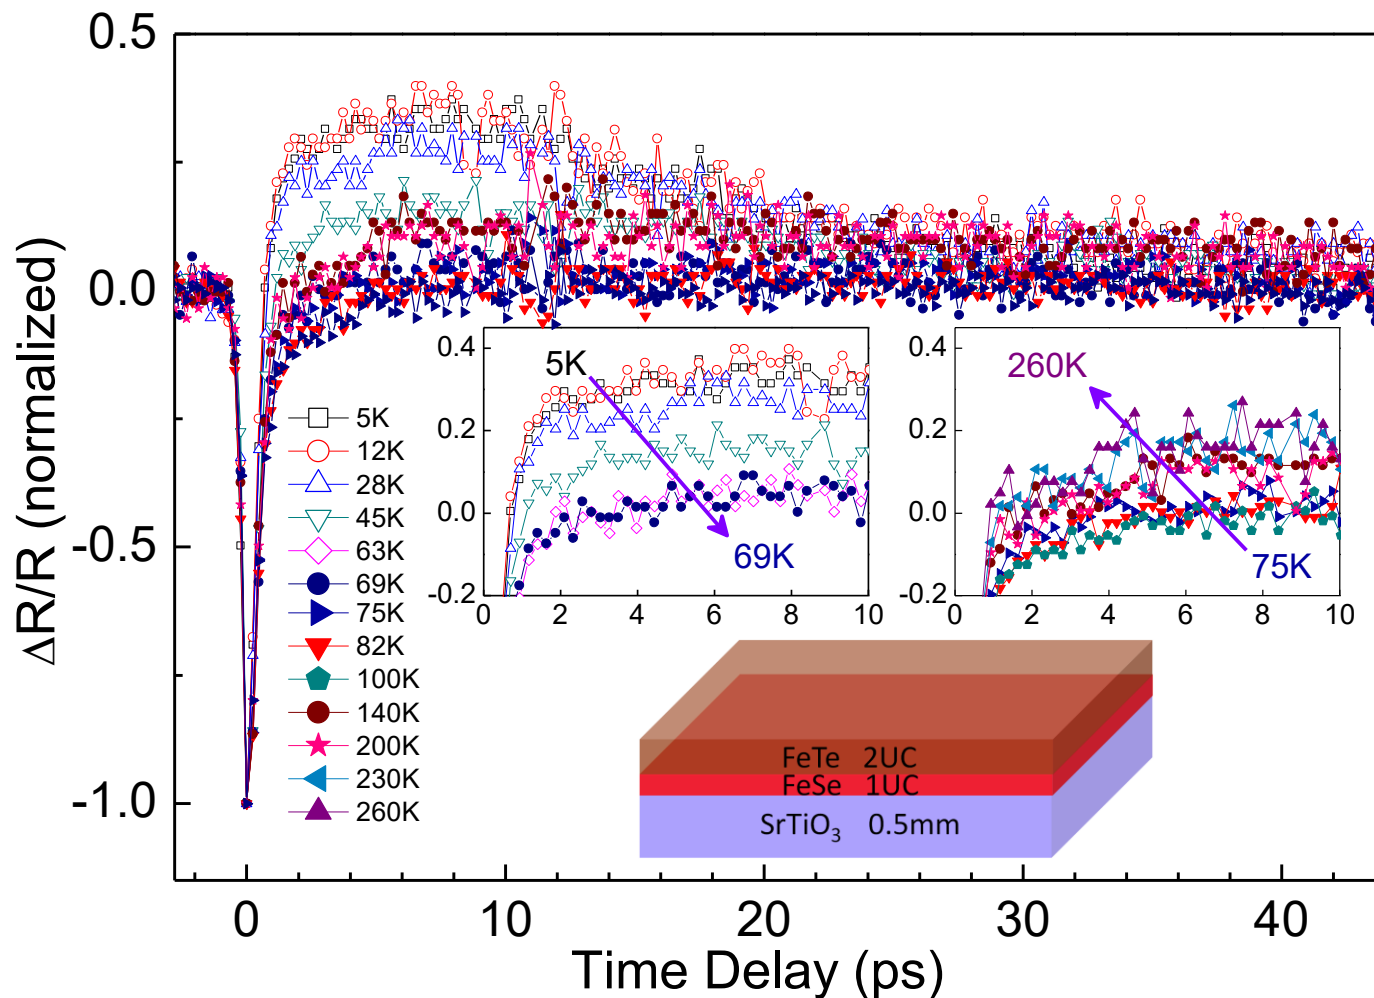 0.5
0.0
-0.5
-1.0
ΔR/R (normalized)
0 10 20 30 40
Time Delay (ps)
5K
12K
28K
45K
63K
69K
75K
82K
100K
140K
200K
230K
260K
0.4
0.2
0.0
-0.2
0 2 4 6 8 10
5K
69K
0.4
0.2
0.0
-0.2
0 2 4 6 8 10
260K
75K
FeTe 2UC
FeSe 1UC
SrTiO₃ 0.5mm